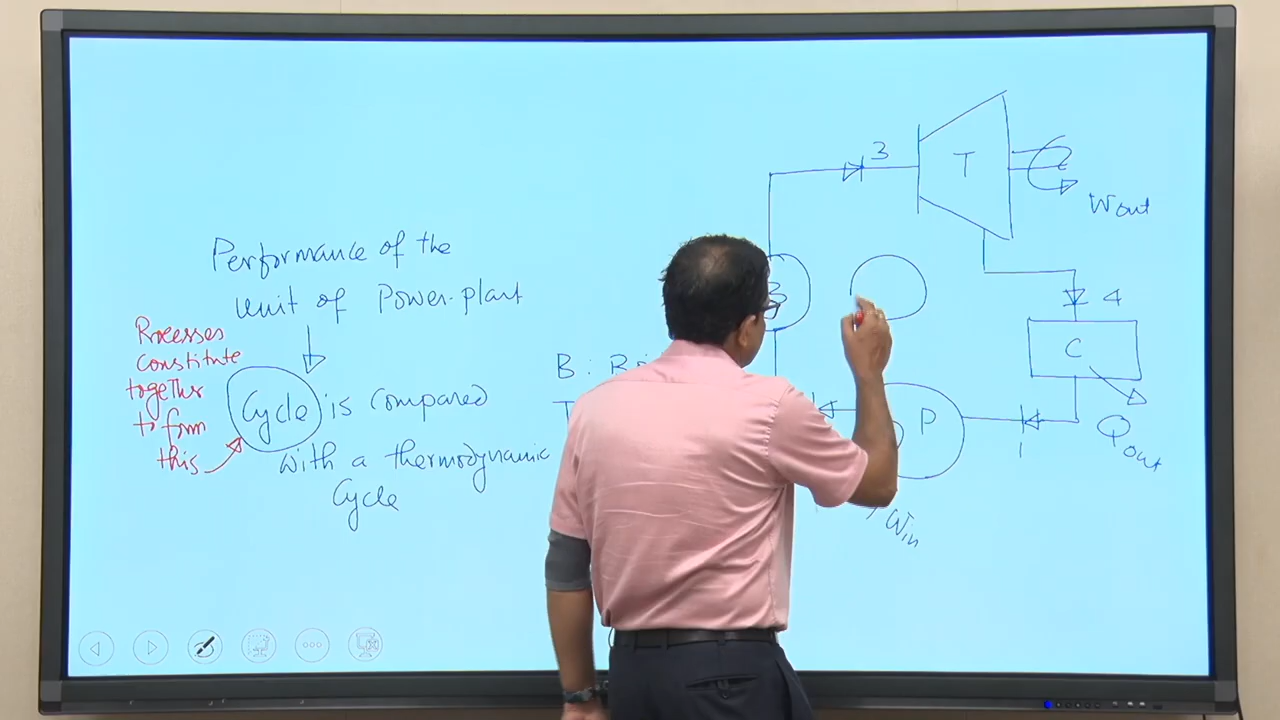 Performance of the
Unit of Power-plant
Processes
constitute
together
to form
this
Cycle is compared
with a thermodynamic
Cycle
3
T
Wout
4
C
Qout
1
P
Win
B
B :
T